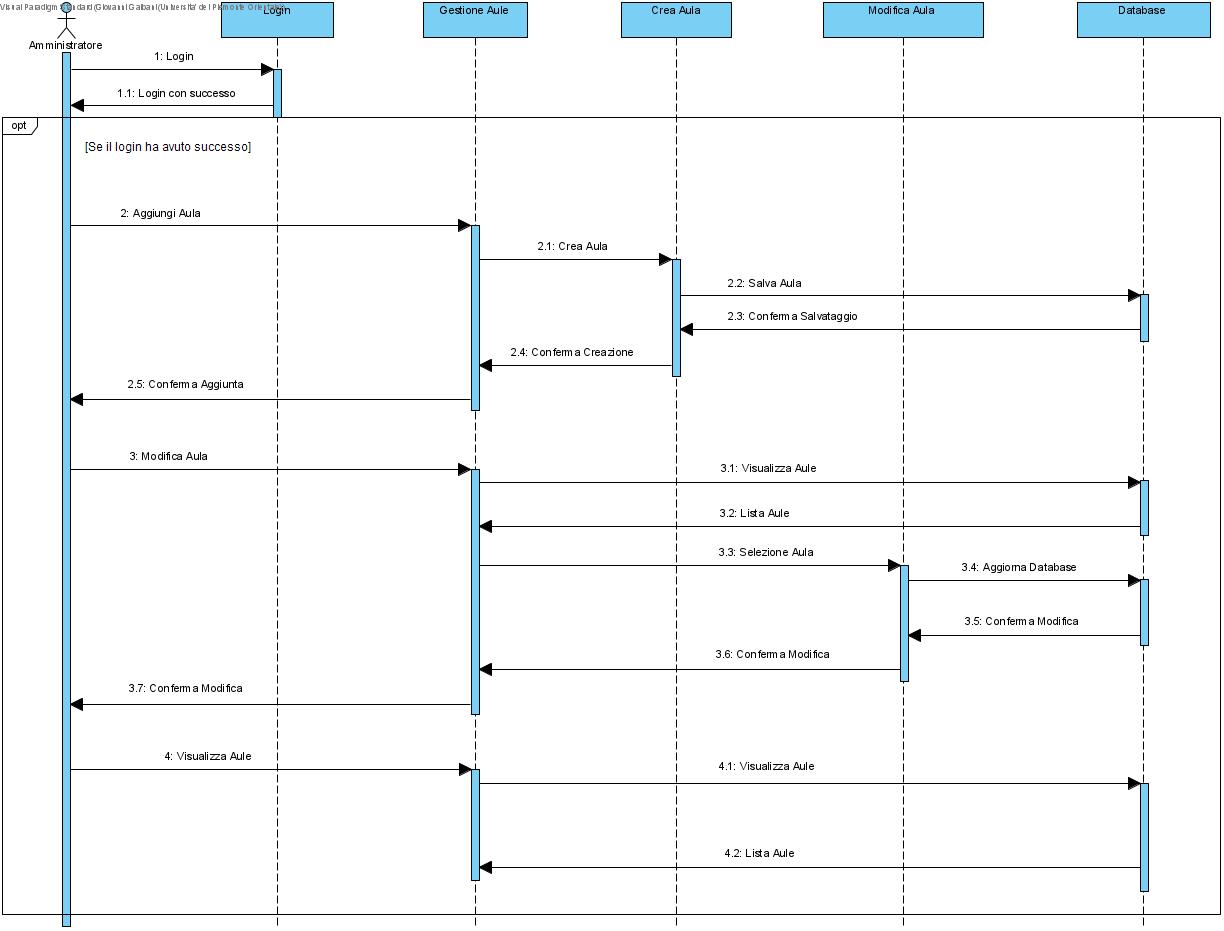 Visual Paradigm Standard (Giovanni Galbani (Universita' del Piemonte Orientale))
Login
Gestione Aule
Crea Aula
Modifica Aula
Database
Amministratore
1: Login
1.1: Login con successo
opt
[Se il login ha avuto successo]
2: Aggiungi Aula
2.1: Crea Aula
2.2: Salva Aula
2.3: Conferma Salvataggio
2.4: Conferma Creazione
2.5: Conferma Aggiunta
3: Modifica Aula
3.1: Visualizza Aule
3.2: Lista Aule
3.3: Selezione Aula
3.4: Aggiorna Database
3.5: Conferma Modifica
3.6: Conferma Modifica
3.7: Conferma Modifica
4: Visualizza Aule
4.1: Visualizza Aule
4.2: Lista Aule